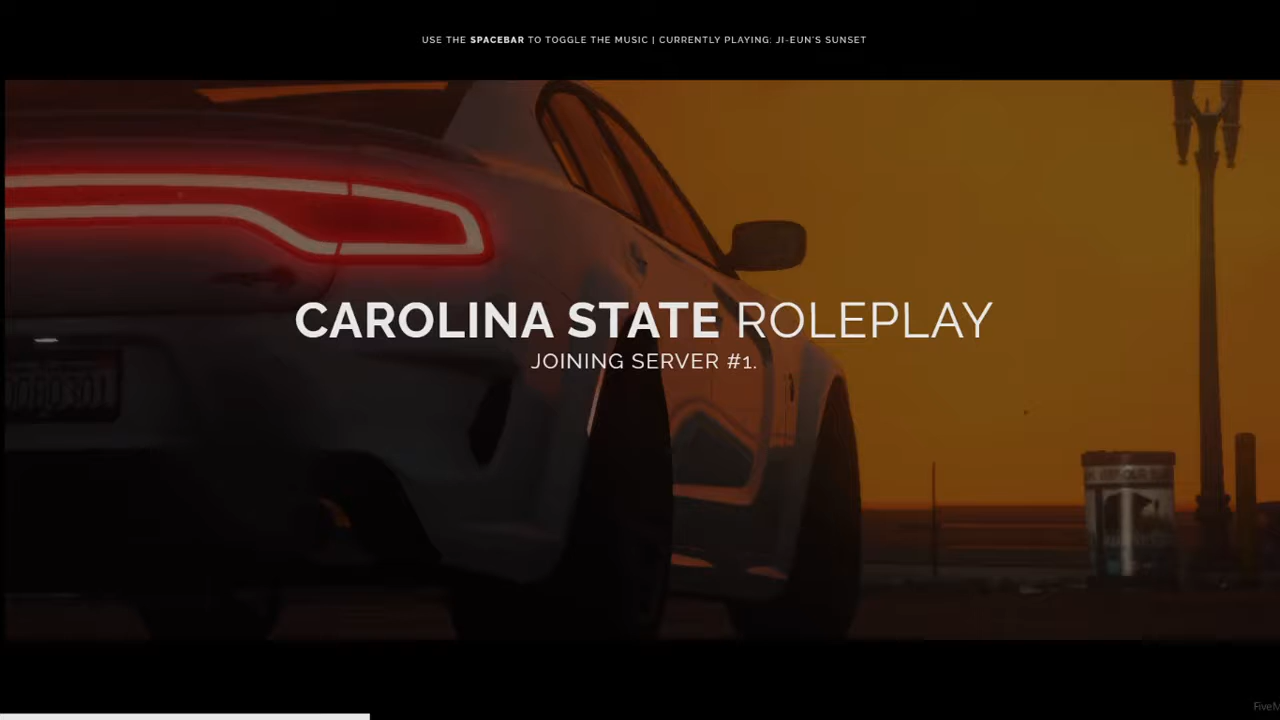 USE THE SPACEBAR TO TOGGLE THE MUSIC | CURRENTLY PLAYING: JI-EUN'S SUNSET
CAROLINA STATE ROLEPLAY
JOINING SERVER #1.